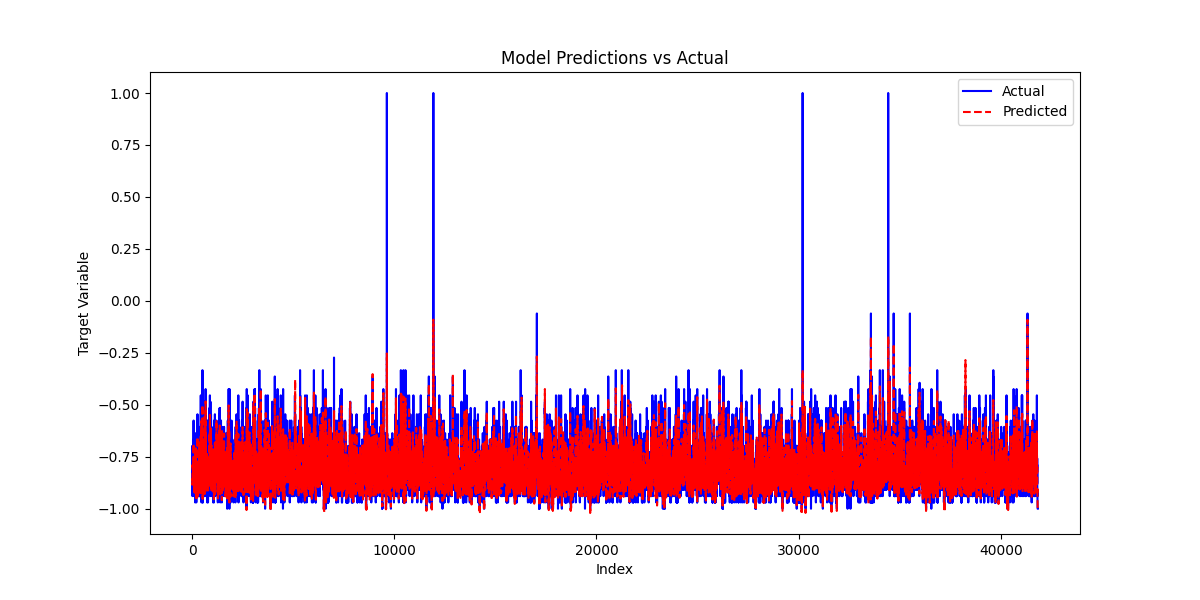 Model Predictions vs Actual
Actual
Predicted
Target Variable
1.00
0.75
0.50
0.25
0.00
−0.25
−0.50
−0.75
−1.00
0 10000 20000 30000 40000
Index